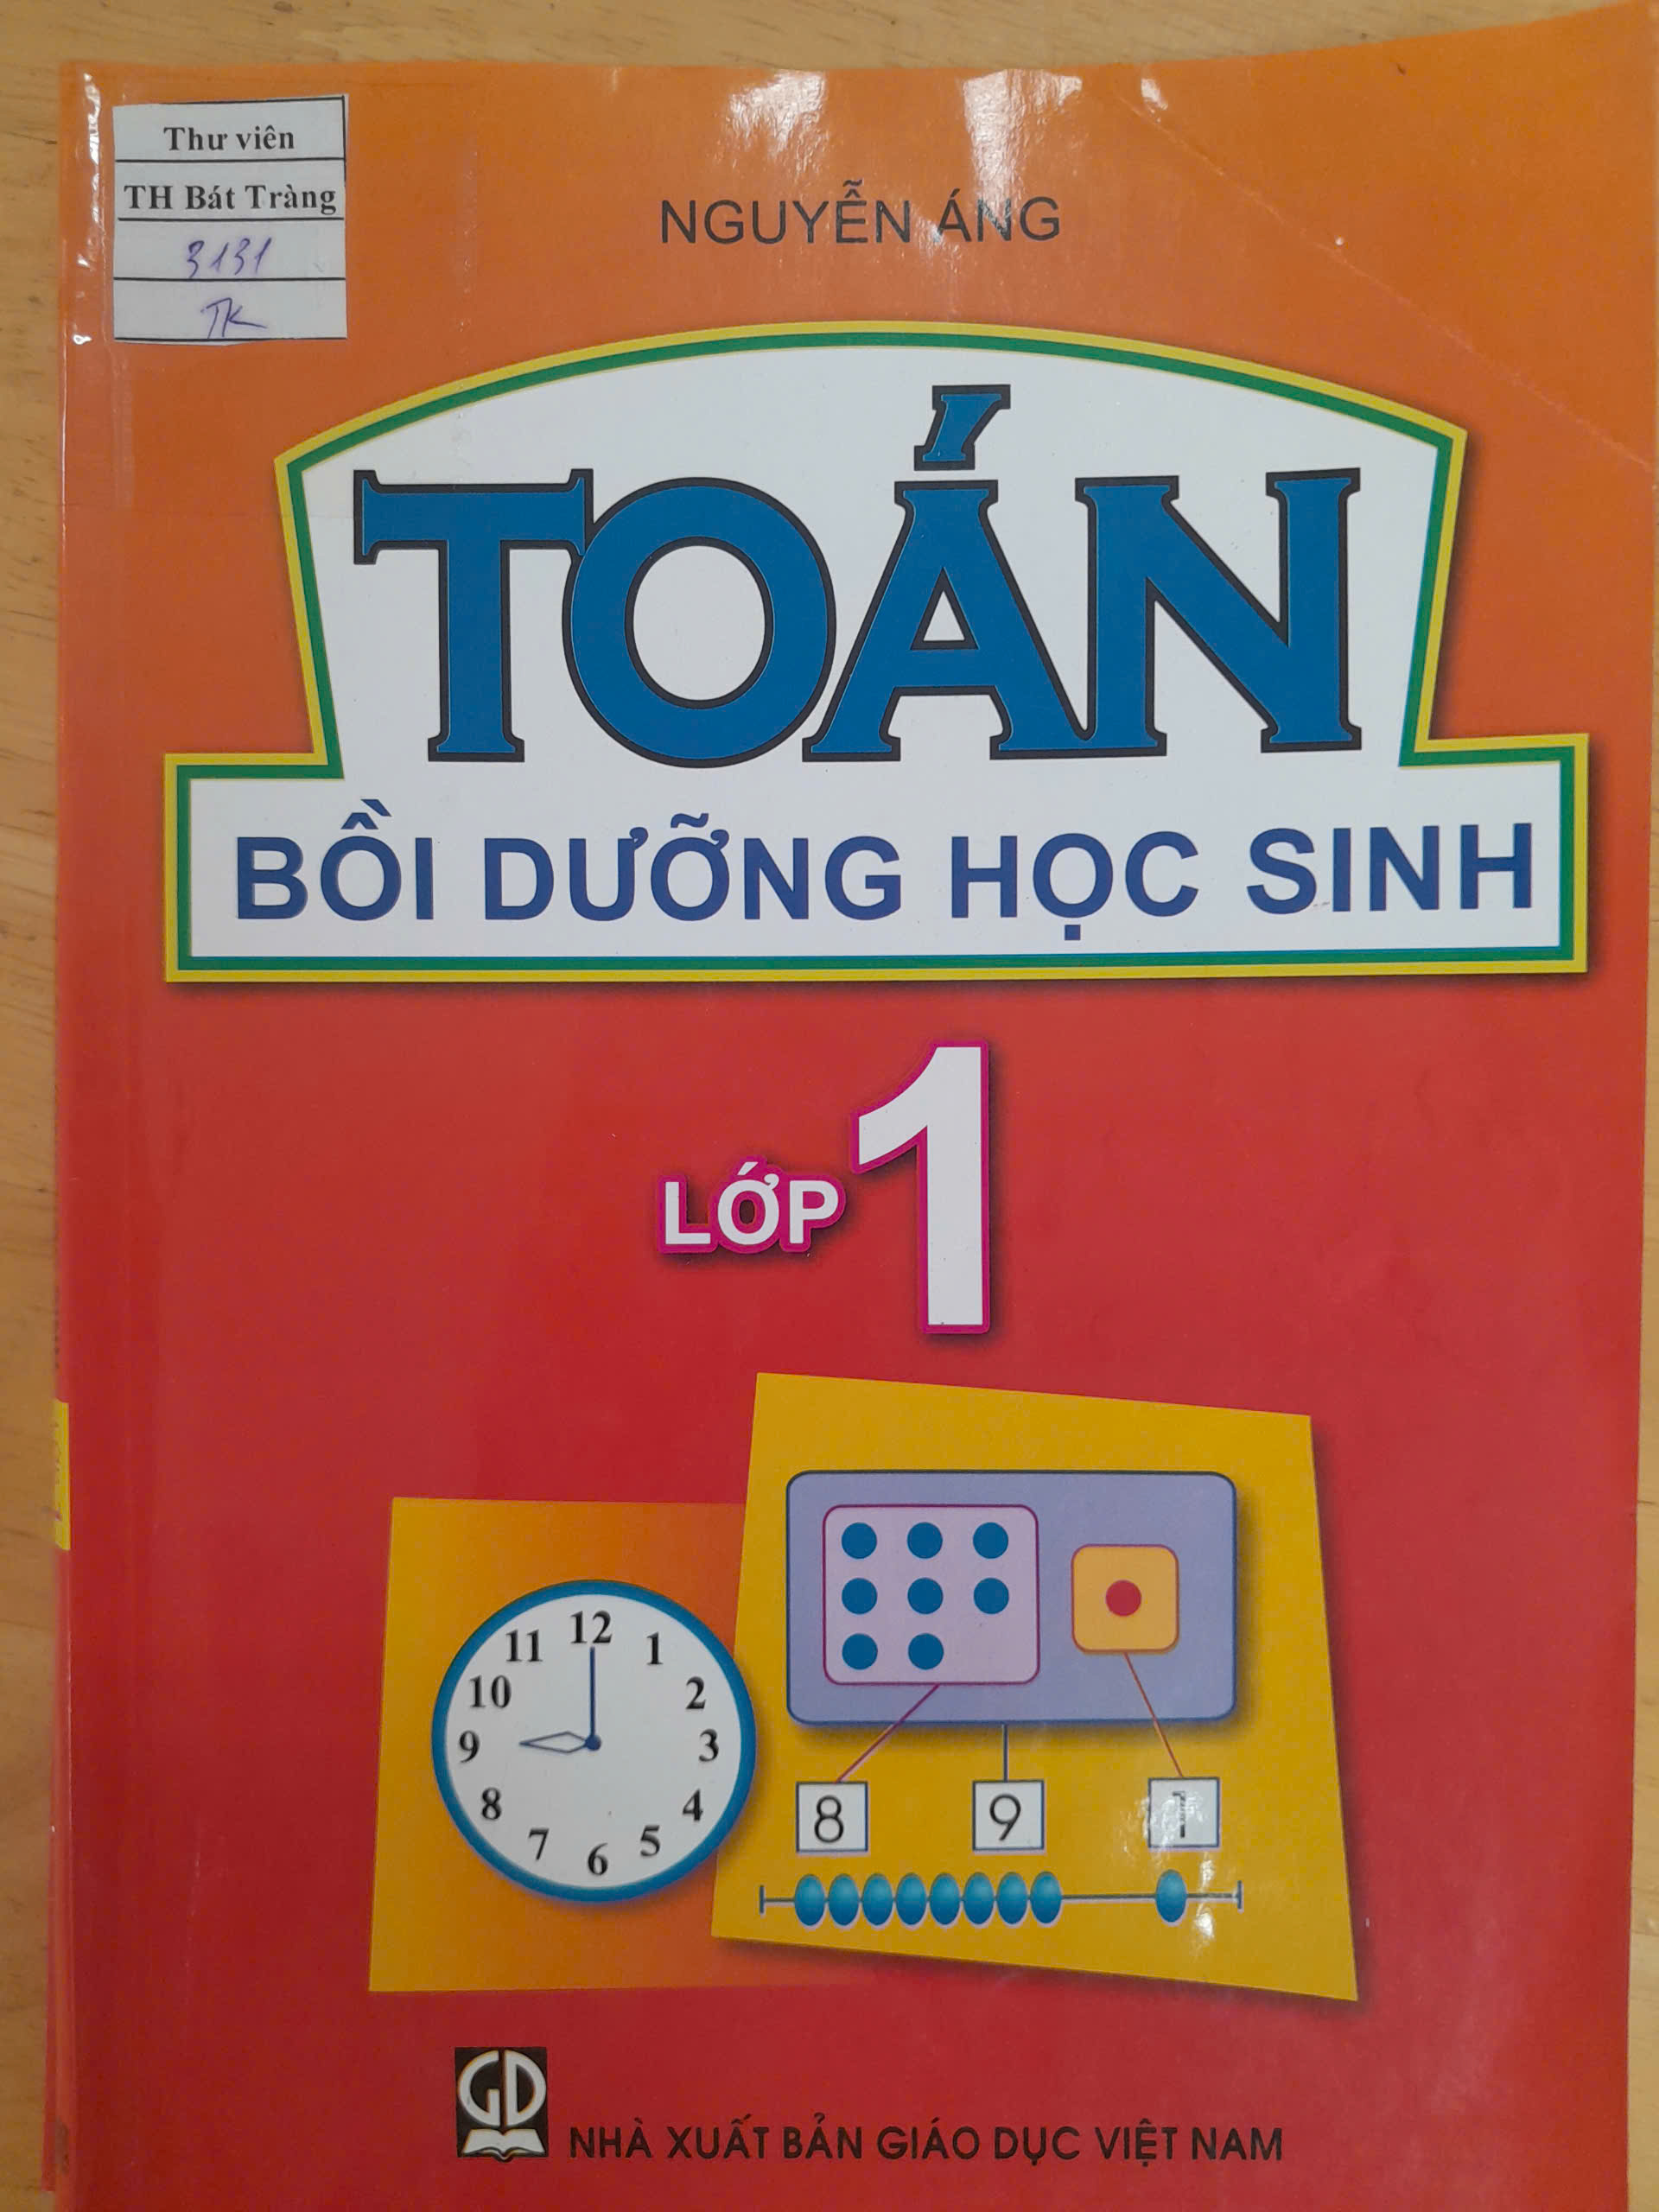 Thư viên
TH Bát Tràng
3131
TK
NGUYỄN ÁNG
TOÁN
BỒI DƯỠNG HỌC SINH
LỚP 1
12
11 1
10 2
9 3
8 4
7 5
6
8 9 1
GD
NHÀ XUẤT BẢN GIÁO DỤC VIỆT NAM